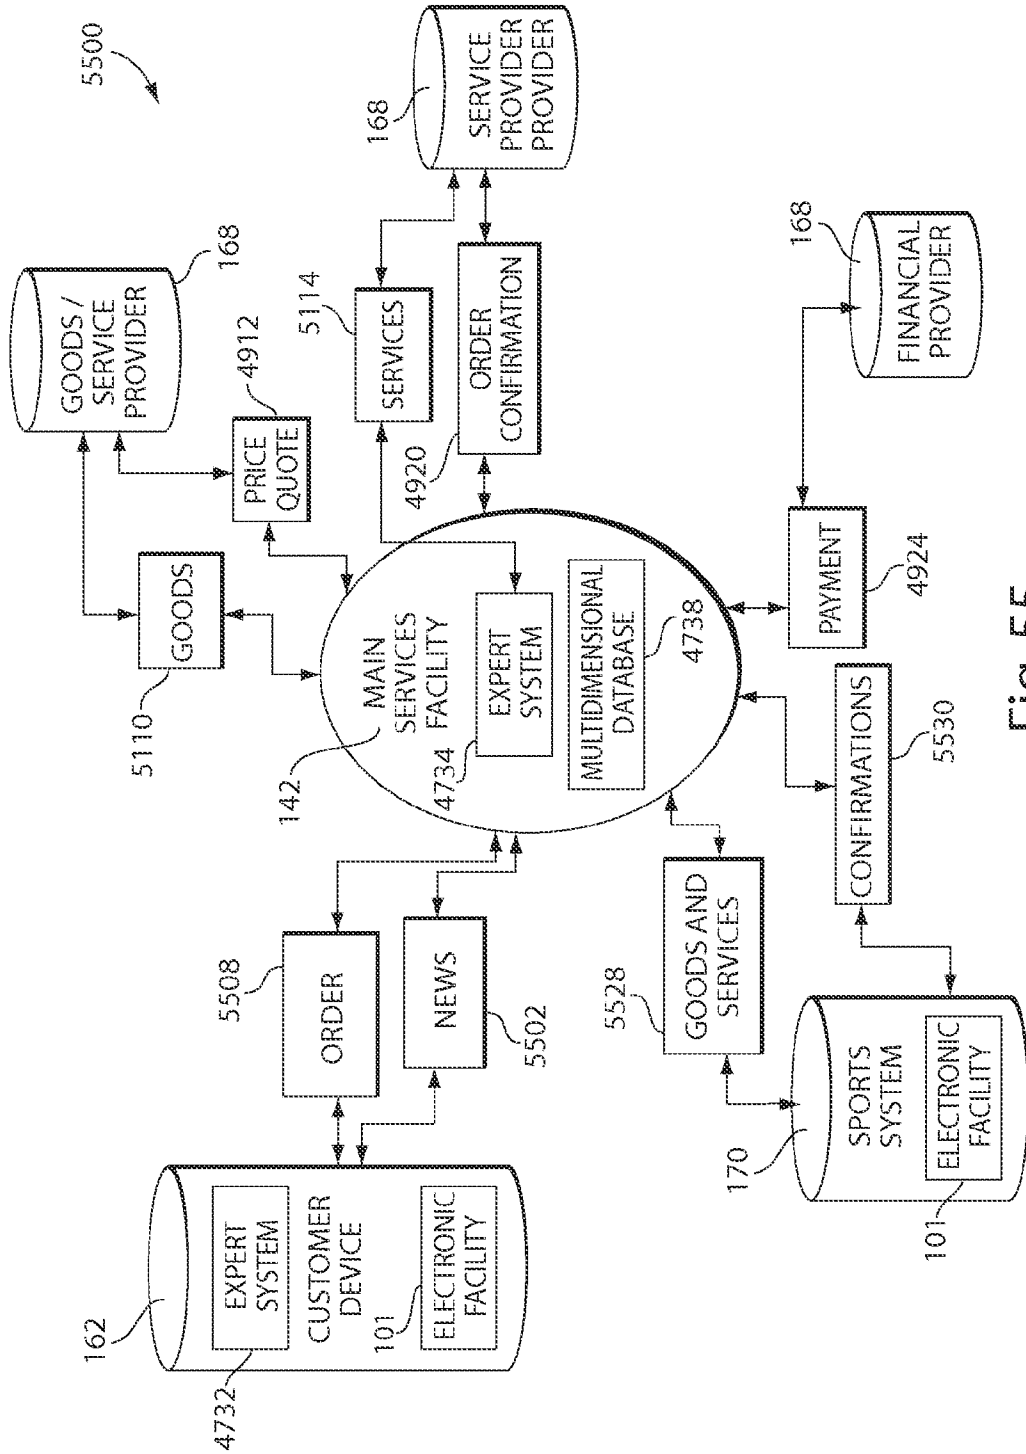 5500
162
EXPERT
SYSTEM
4732
CUSTOMER
DEVICE
101
ELECTRONIC
FACILITY
5508
ORDER
NEWS
5502
5110
GOODS
GOODS /
SERVICE
PROVIDER
168
4912
PRICE
QUOTE
142
MAIN
SERVICES
FACILITY
4734
EXPERT
SYSTEM
MULTIDIMENSIONAL
DATABASE
4738
5114
SERVICES
4920
ORDER
CONFIRMATION
168
SERVICE
PROVIDER
PROVIDER
5528
GOODS AND
SERVICES
170
SPORTS
SYSTEM
101
ELECTRONIC
FACILITY
CONFIRMATIONS
5530
PAYMENT
4924
168
FINANCIAL
PROVIDER
Fig. 55